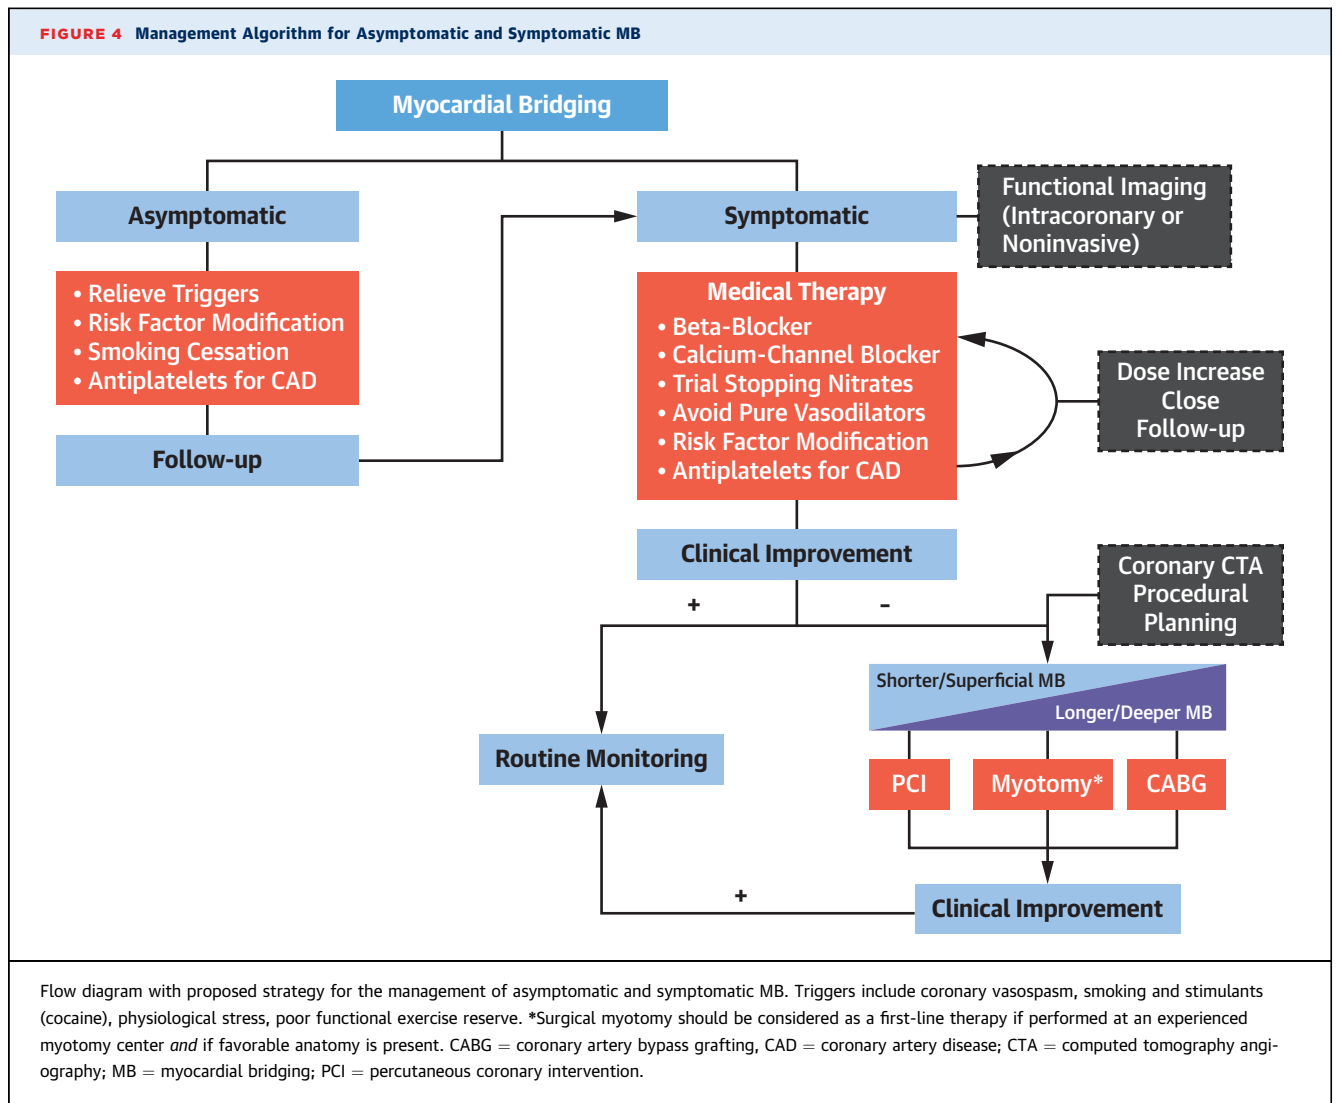 FIGURE 4 Management Algorithm for Asymptomatic and Symptomatic MB
Myocardial Bridging
Asymptomatic
• Relieve Triggers
• Risk Factor Modification
• Smoking Cessation
• Antiplatelets for CAD
Follow-up
Symptomatic
Functional Imaging
(Intracoronary or
Noninvasive)
Medical Therapy
• Beta-Blocker
• Calcium-Channel Blocker
• Trial Stopping Nitrates
• Avoid Pure Vasodilators
• Risk Factor Modification
• Antiplatelets for CAD
Dose Increase
Close
Follow-up
Clinical Improvement
+
-
Coronary CTA
Procedural
Planning
Shorter/Superficial MB
Longer/Deeper MB
Routine Monitoring
PCI
Myotomy*
CABG
+
Clinical Improvement
Flow diagram with proposed strategy for the management of asymptomatic and symptomatic MB. Triggers include coronary vasospasm, smoking and stimulants
(cocaine), physiological stress, poor functional exercise reserve. *Surgical myotomy should be considered as a first-line therapy if performed at an experienced
myotomy center and if favorable anatomy is present. CABG = coronary artery bypass grafting, CAD = coronary artery disease; CTA = computed tomography angi-
ography; MB = myocardial bridging; PCI = percutaneous coronary intervention.